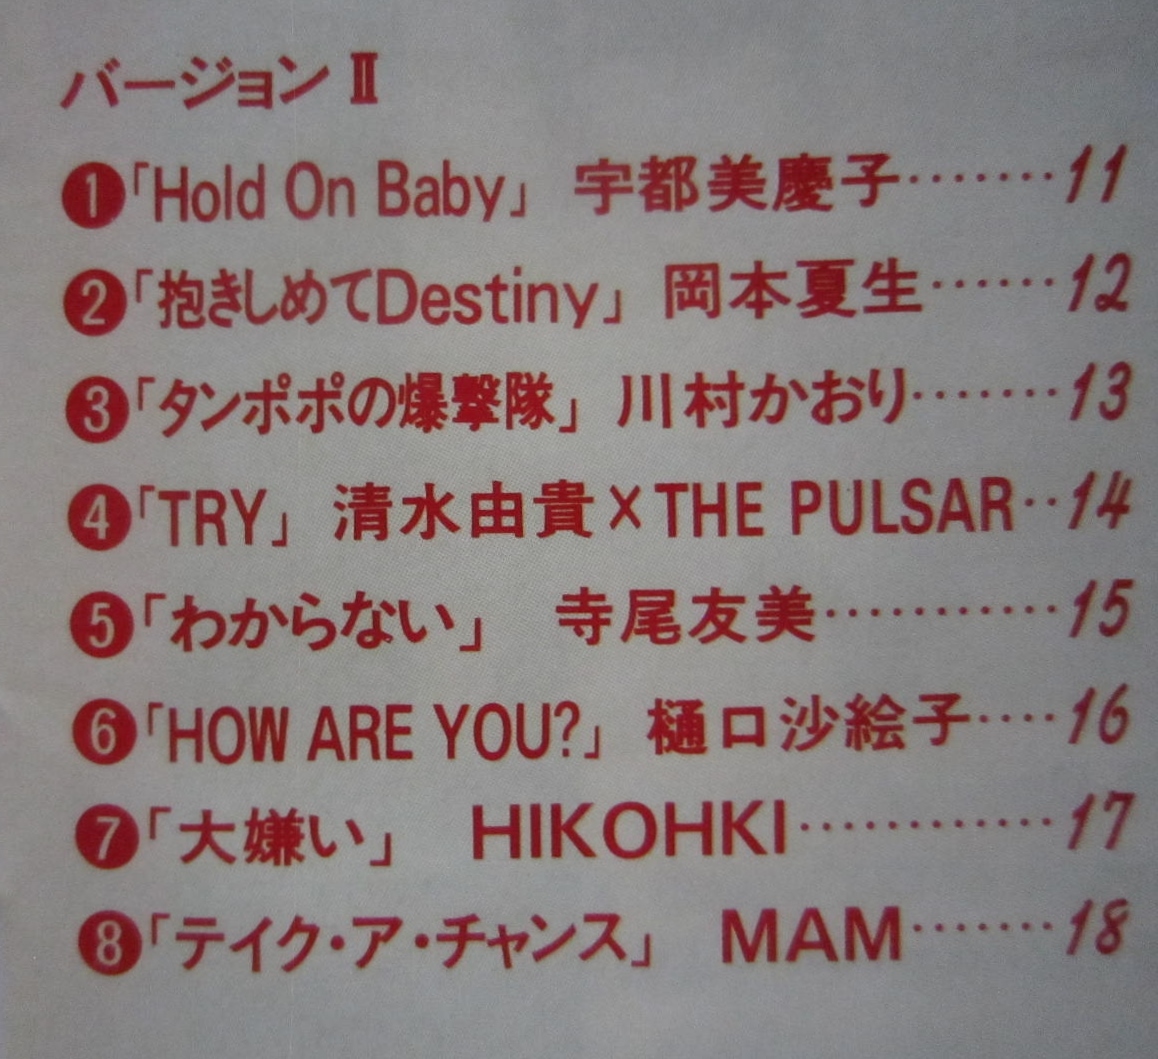 バージョン Ⅱ
❶「Hold On Baby」 宇都美慶子‥‥‥‥11
❷「抱きしめてDestiny」 岡本夏生‥‥‥12
❸「タンポポの爆撃隊」 川村かおり‥‥‥‥13
❹「TRY」 清水由貴×THE PULSAR‥14
❺「わからない」 寺尾友美‥‥‥‥‥‥15
❻「HOW ARE YOU?」 樋口沙絵子‥‥16
❼「大嫌い」 HIKOHKI‥‥‥‥‥‥‥17
❽「テイク・ア・チャンス」 MAM‥‥‥‥18